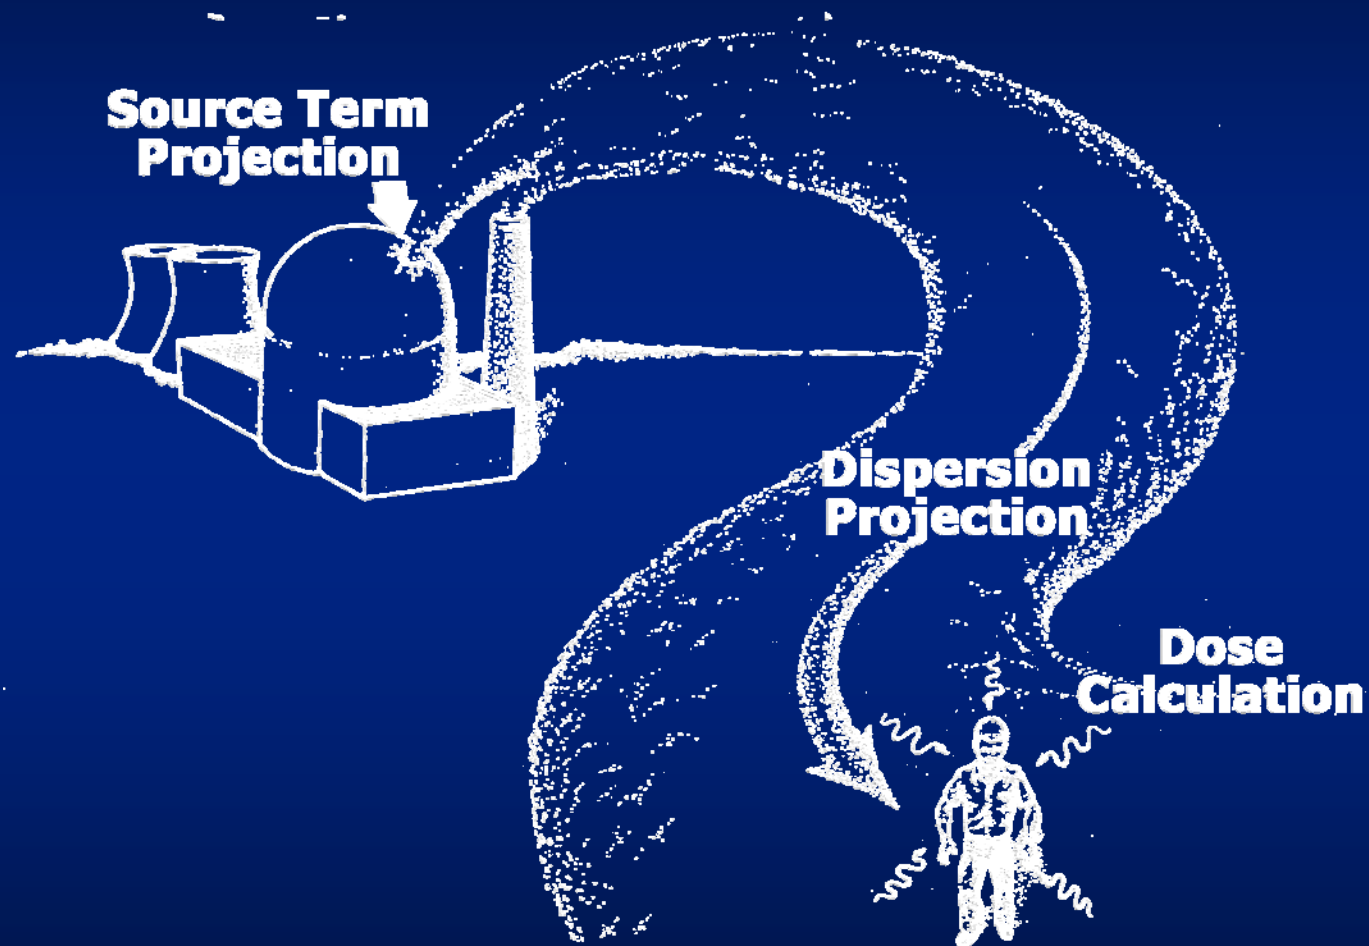 Source Term
Projection
Dispersion
Projection
Dose
Calculation